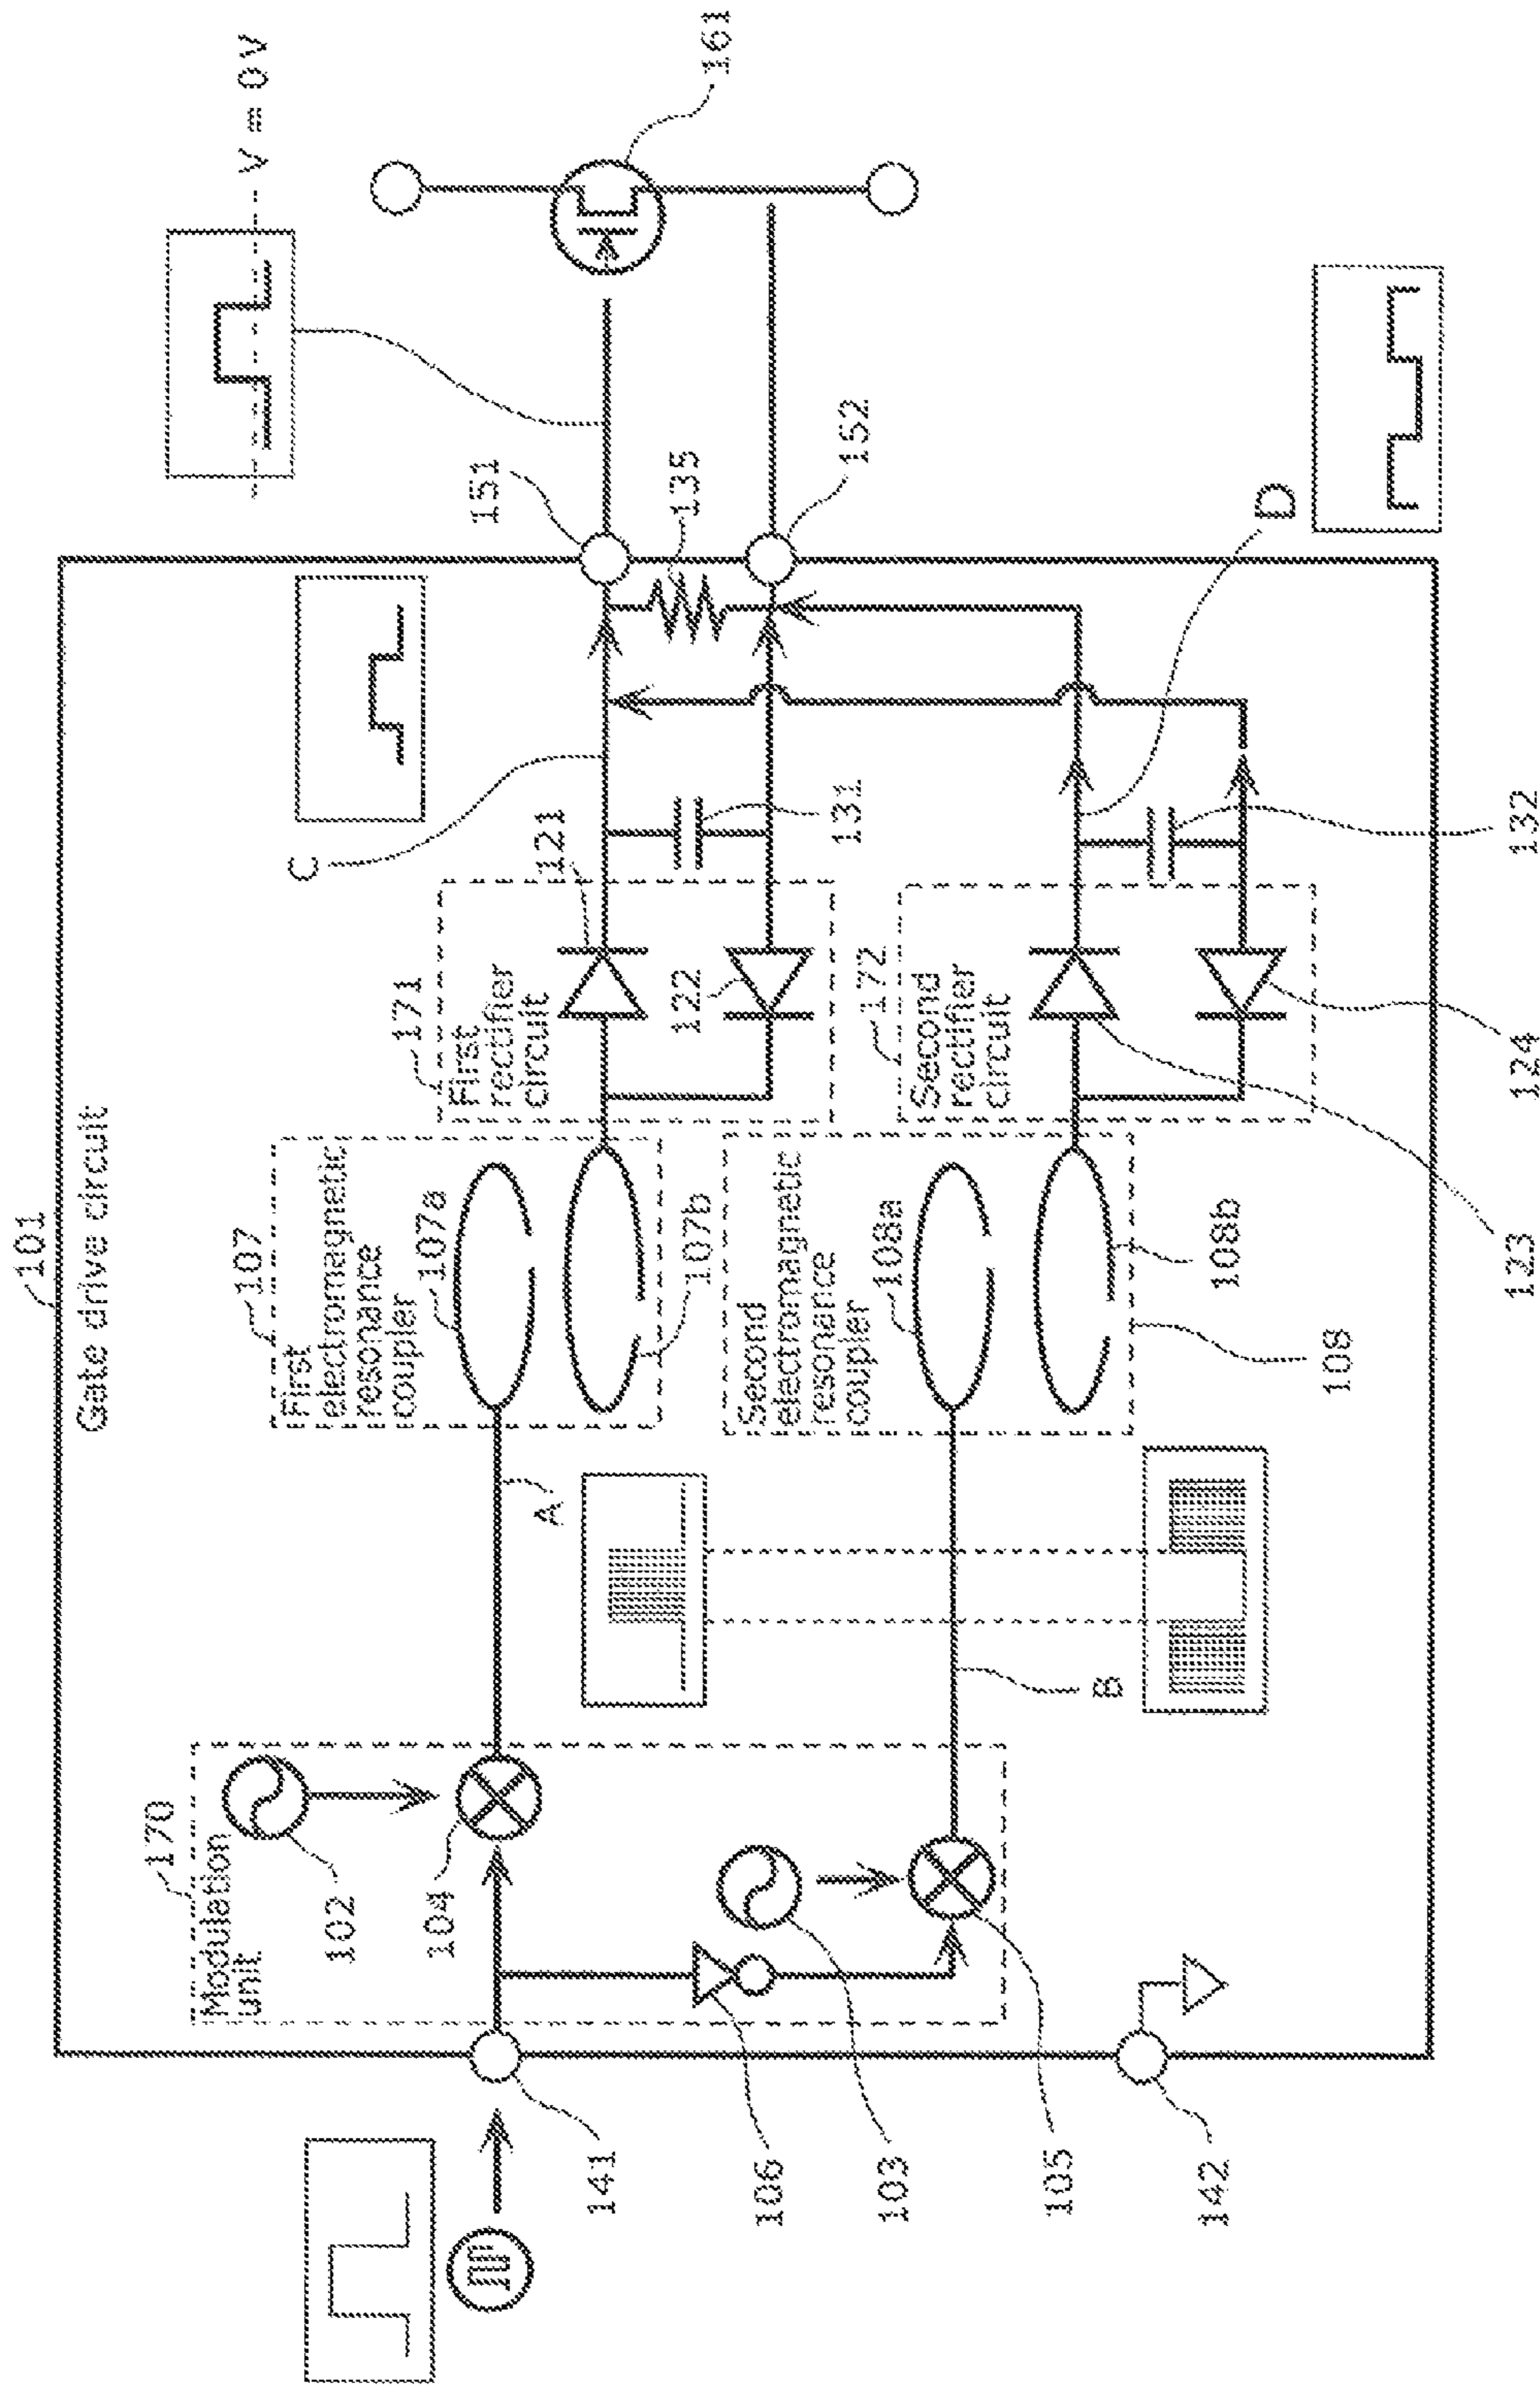 101
Gate drive circuit
V = 0V
161
151
135
152
C
D
107
First
electromagnetic
resonance
coupler
107a
107b
171
First
rectifier
circuit
121
122
131
170
Modulation
unit
102
104
A
B
Second
electromagnetic
resonance
coupler
108a
108b
108
172
Second
rectifier
circuit
132
124
123
141
106
103
105
142